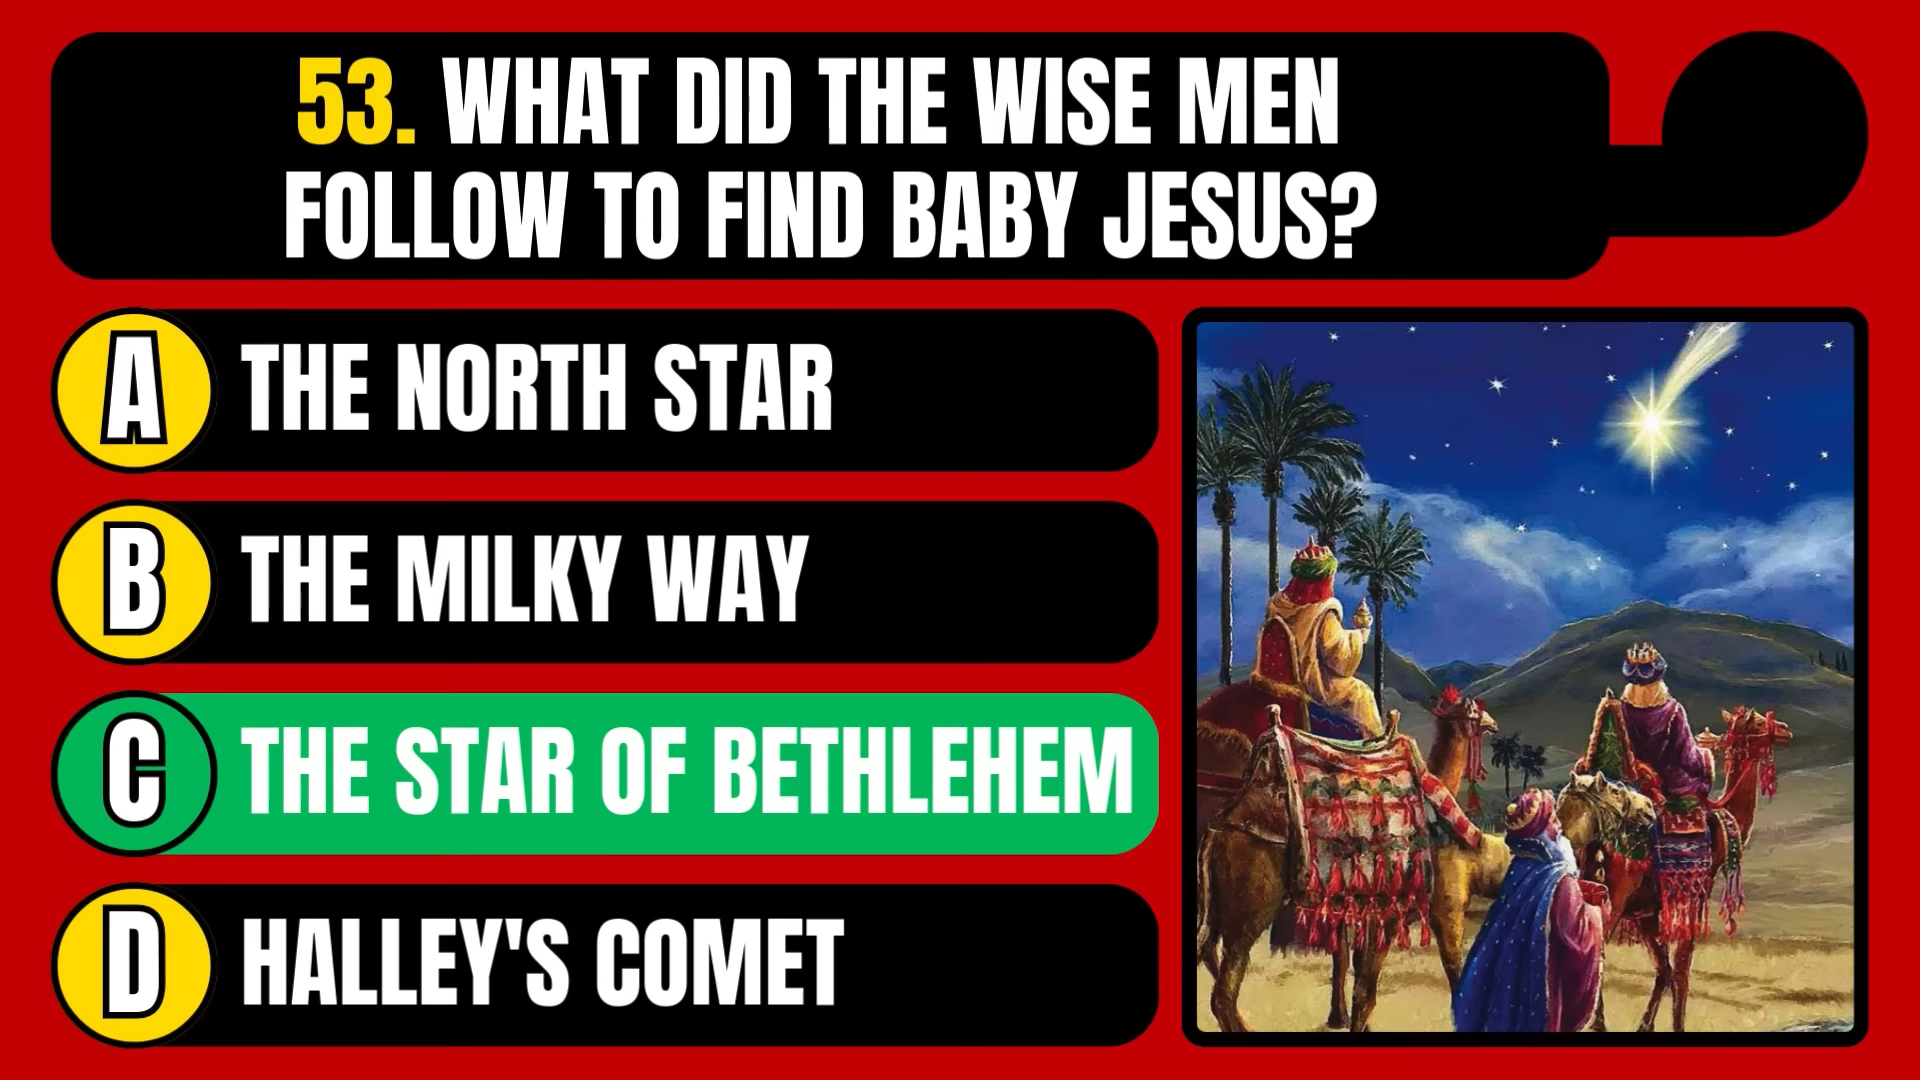 53. WHAT DID THE WISE MEN
FOLLOW TO FIND BABY JESUS?
A THE NORTH STAR
B THE MILKY WAY
C THE STAR OF BETHLEHEM
D HALLEY'S COMET